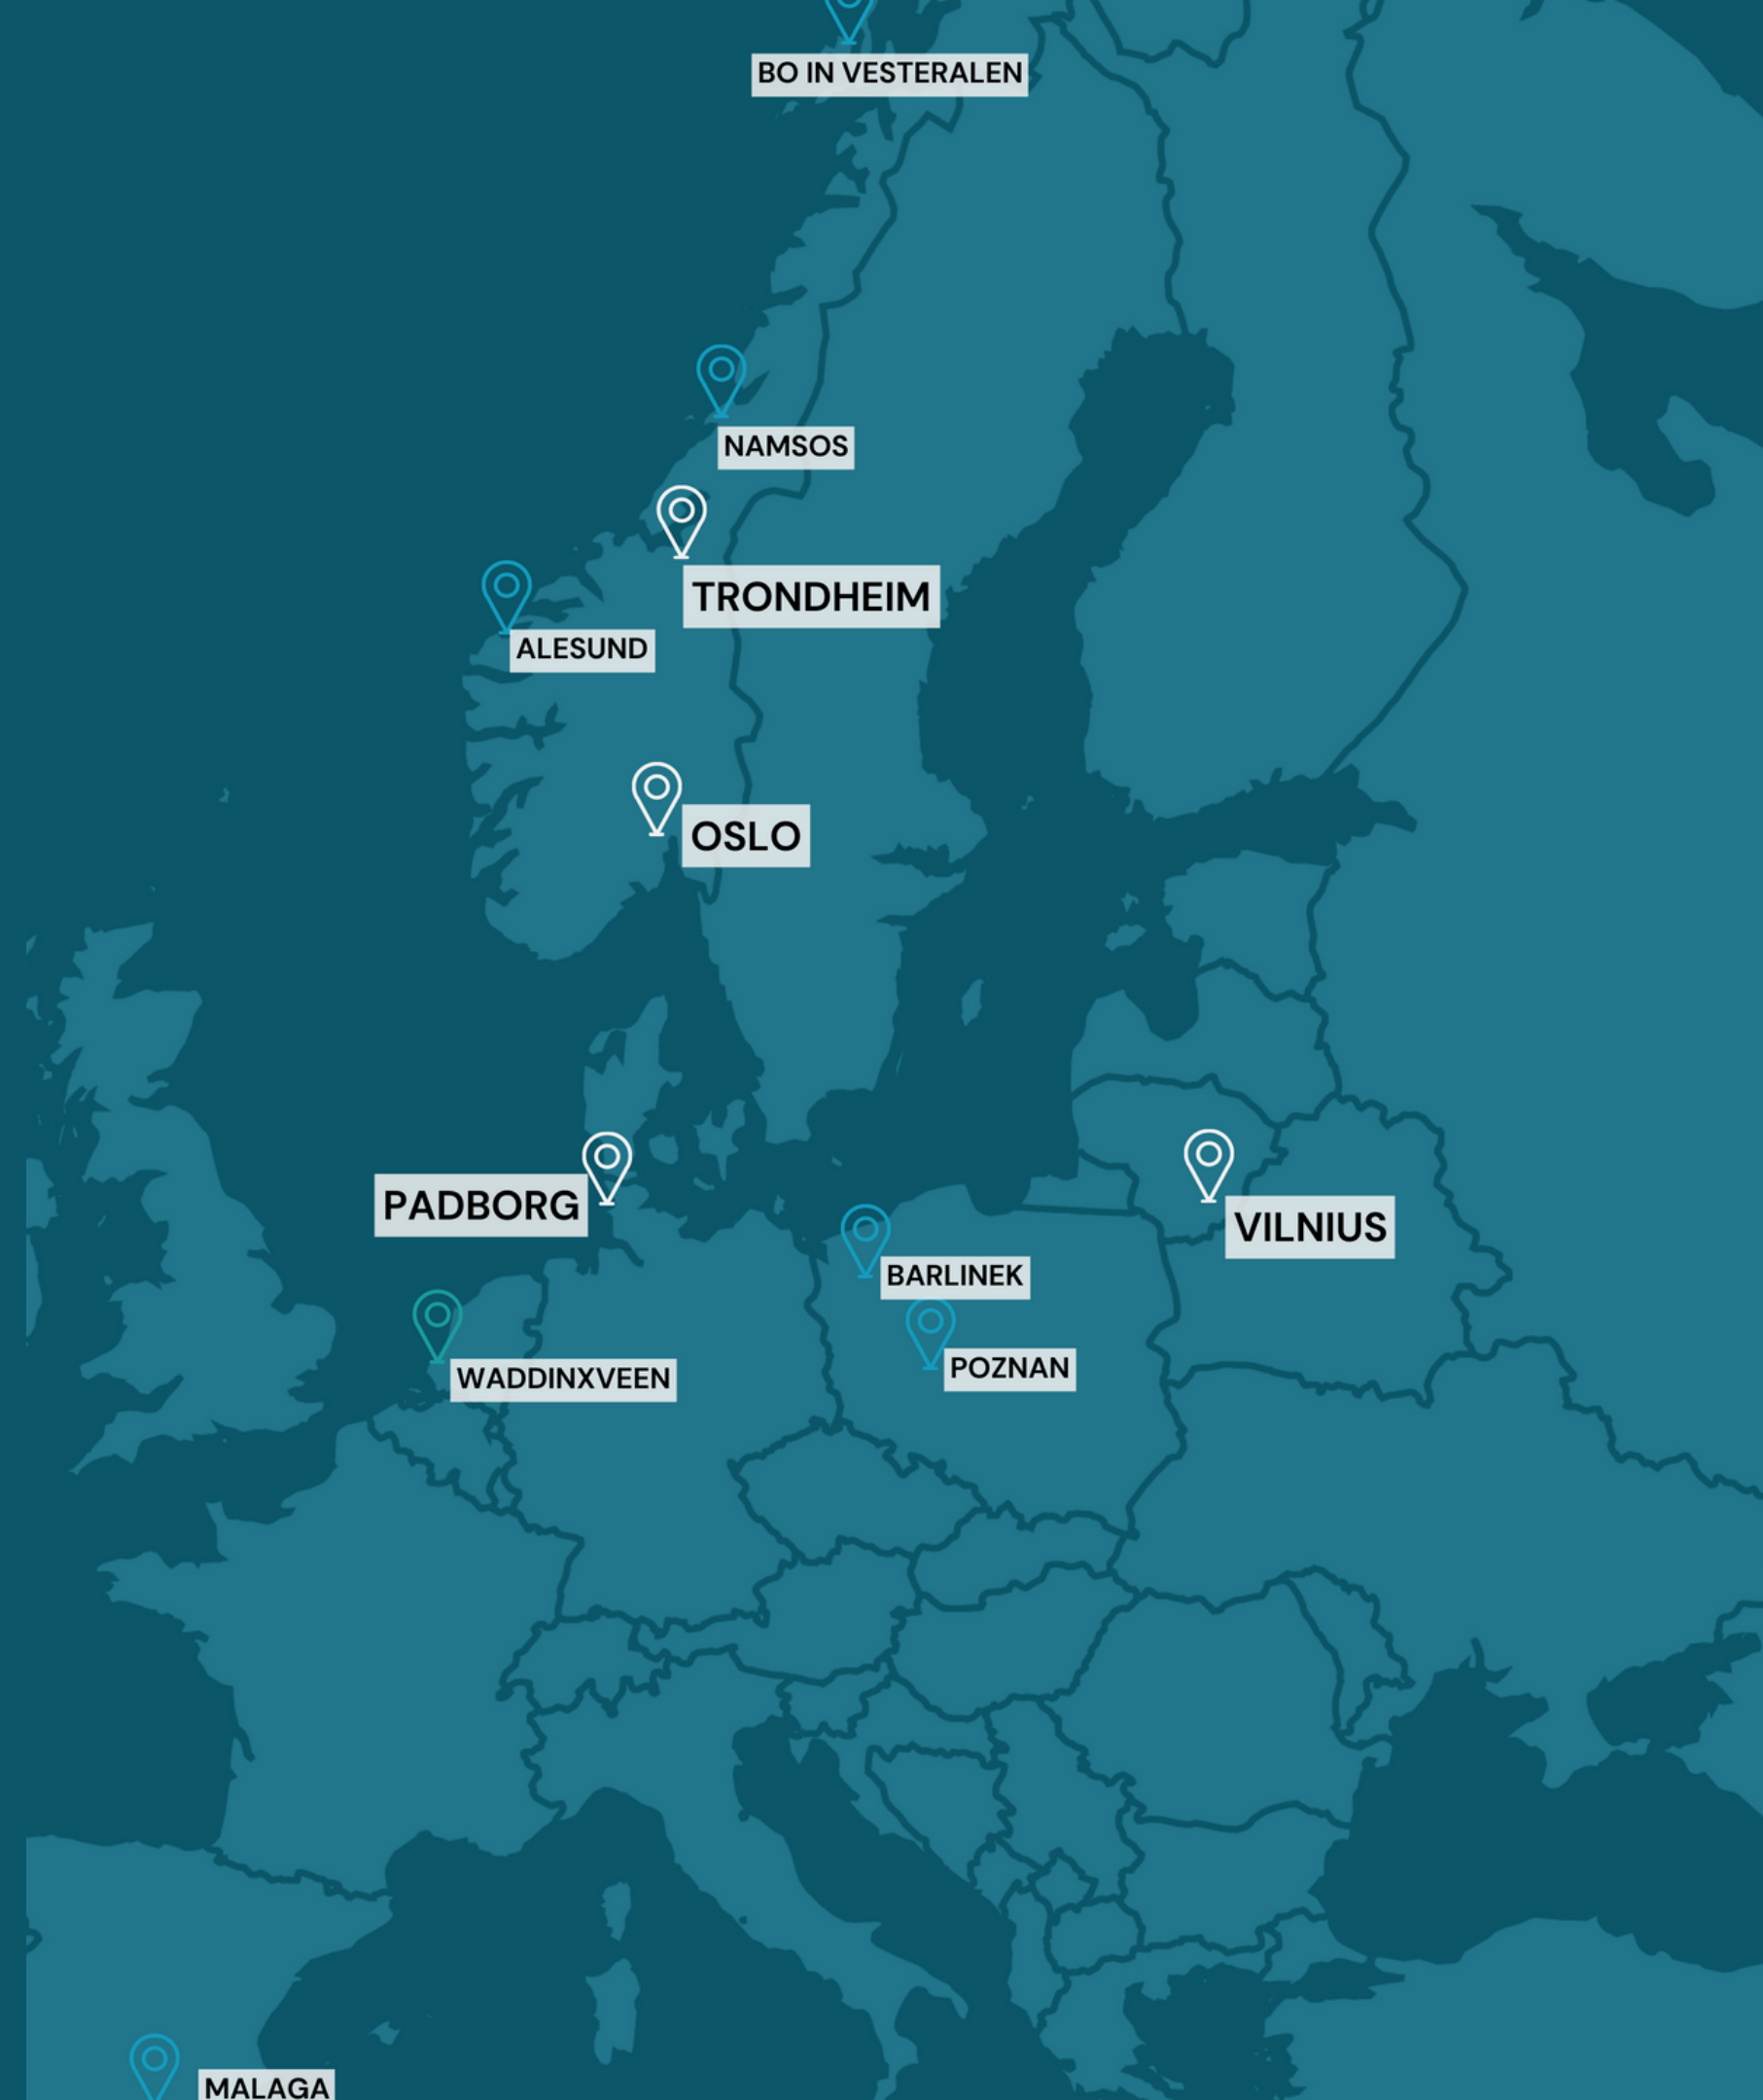 BO IN VESTERALEN
NAMSOS
TRONDHEIM
ALESUND
OSLO
PADBORG
VILNIUS
BARLINEK
POZNAN
WADDINXVEEN
MALAGA